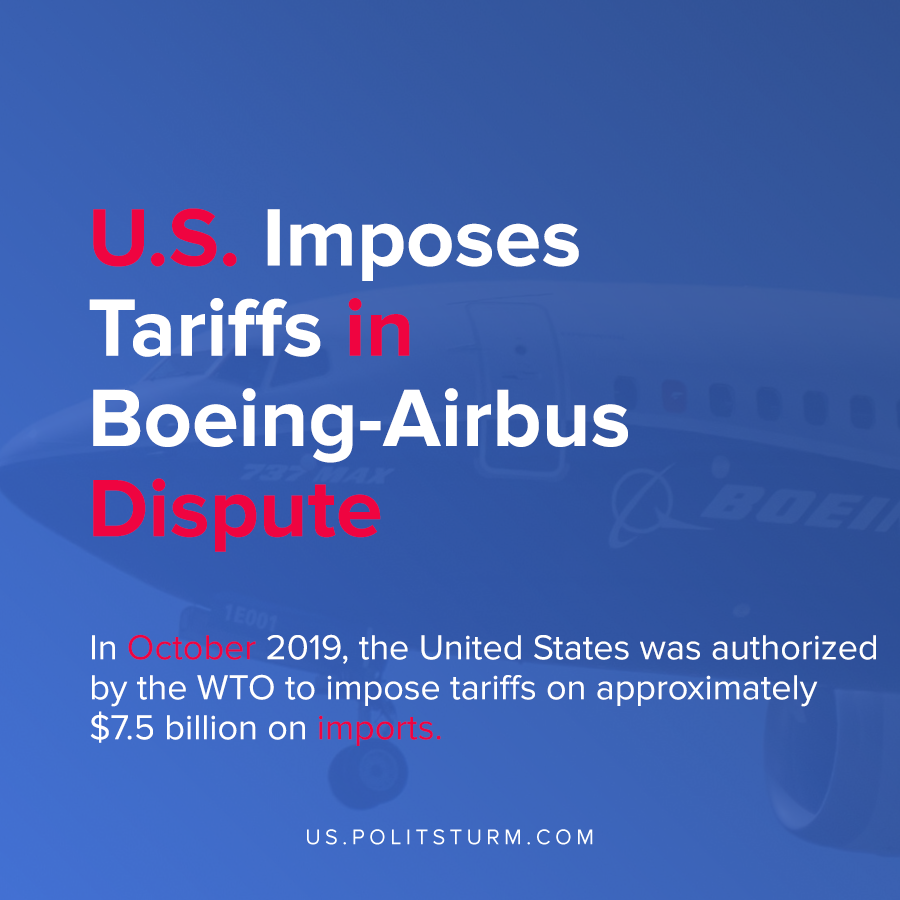 U.S. Imposes
Tariffs in
Boeing-Airbus
Dispute
737 MAX
BOEIN
1E001
In October 2019, the United States was authorized
by the WTO to impose tariffs on approximately
$7.5 billion on imports.
US.POLITSTURM.COM